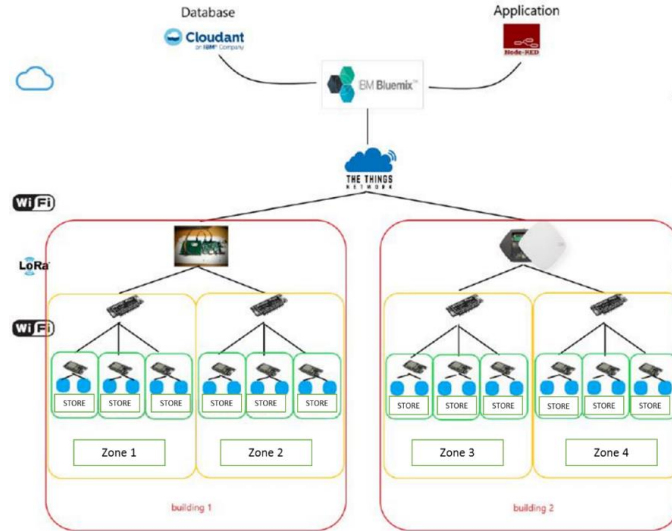 Database
Application
Cloudant
an IBM® Company
Node-RED
BM Bluemix™
THE THINGS
NETWORK
WiFi
LoRa
WiFi
STORE
STORE
STORE
STORE
STORE
STORE
STORE
STORE
STORE
STORE
STORE
STORE
Zone 1
Zone 2
Zone 3
Zone 4
building 1
building 2